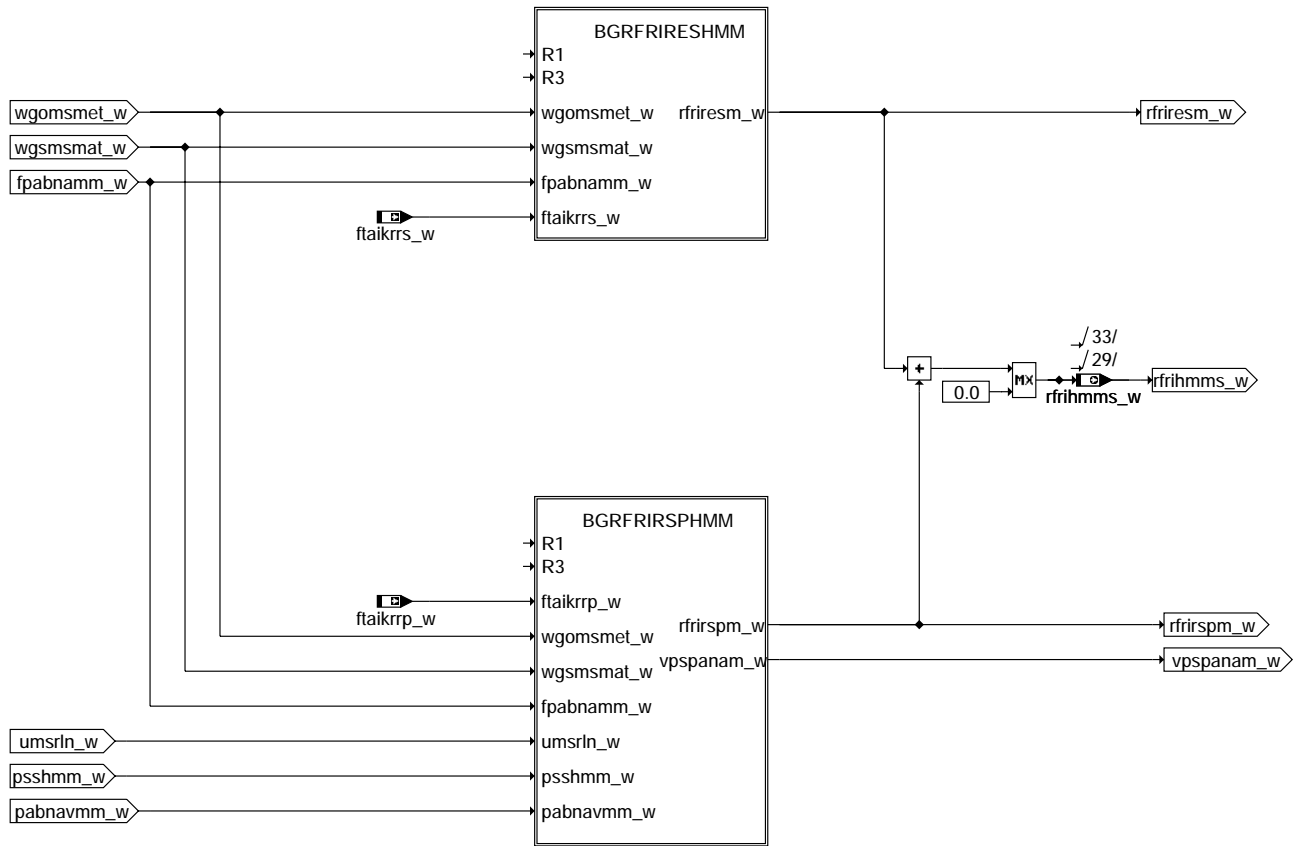 BGRFRIRESHMM
R1
R3
wgomsmet_w
wgomsmet_w
rfriresm_w
rfriresm_w
wgsmsmat_w
wgsmsmat_w
fpabnamm_w
fpabnamm_w
ftaikrrs_w
ftaikrrs_w
33/
29/
+
MX
0.0
rfrihmms_w
rfrihmms_w
BGRFRIRSPHMM
R1
R3
ftaikrrp_w
ftaikrrp_w
rfrirspm_w
rfrirspm_w
wgomsmet_w
vpspanam_w
vpspanam_w
wgsmsmat_w
fpabnamm_w
umsrln_w
umsrln_w
psshmm_w
psshmm_w
pabnavmm_w
pabnavmm_w